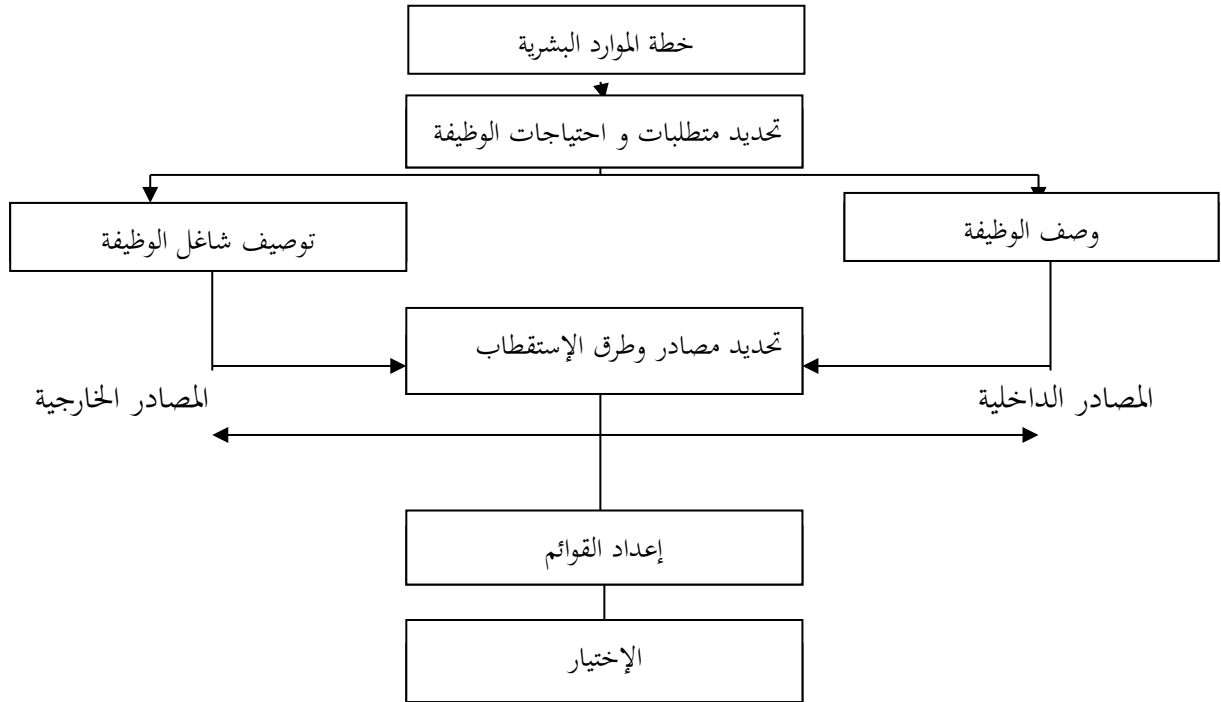 خطة الموارد البشرية
تحديد متطلبات و احتياجات الوظيفة
وصف الوظيفة
توصيف شاغل الوظيفة
تحديد مصادر وطرق الإستقطاب
المصادر الداخلية
المصادر الخارجية
إعداد القوائم
الإختيار